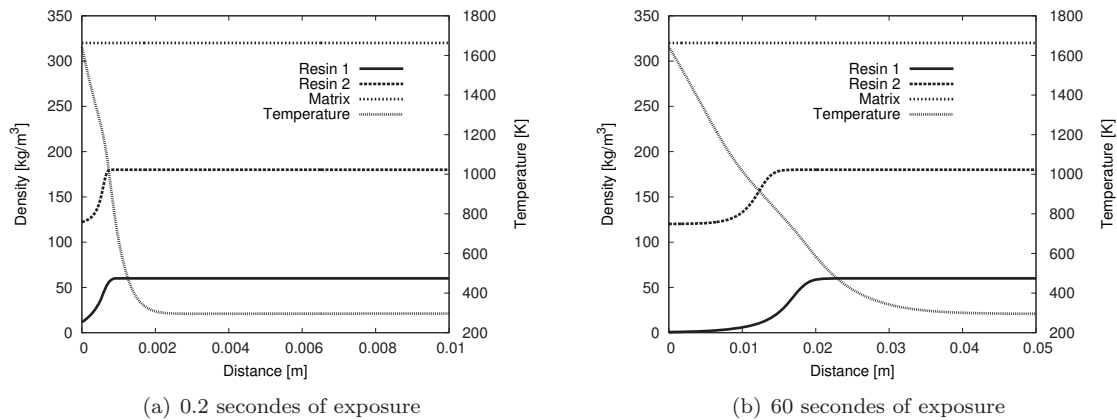 350
300
250
200
150
100
50
0
Density [kg/m³]
1800
1600
1400
1200
1000
800
600
400
200
Temperature [K]
Resin 1
Resin 2
Matrix
Temperature
0 0.002 0.004 0.006 0.008 0.01
Distance [m]
(a) 0.2 secondes of exposure
350
300
250
200
150
100
50
0
Density [kg/m³]
1800
1600
1400
1200
1000
800
600
400
200
Temperature [K]
Resin 1
Resin 2
Matrix
Temperature
0 0.01 0.02 0.03 0.04 0.05
Distance [m]
(b) 60 secondes of exposure